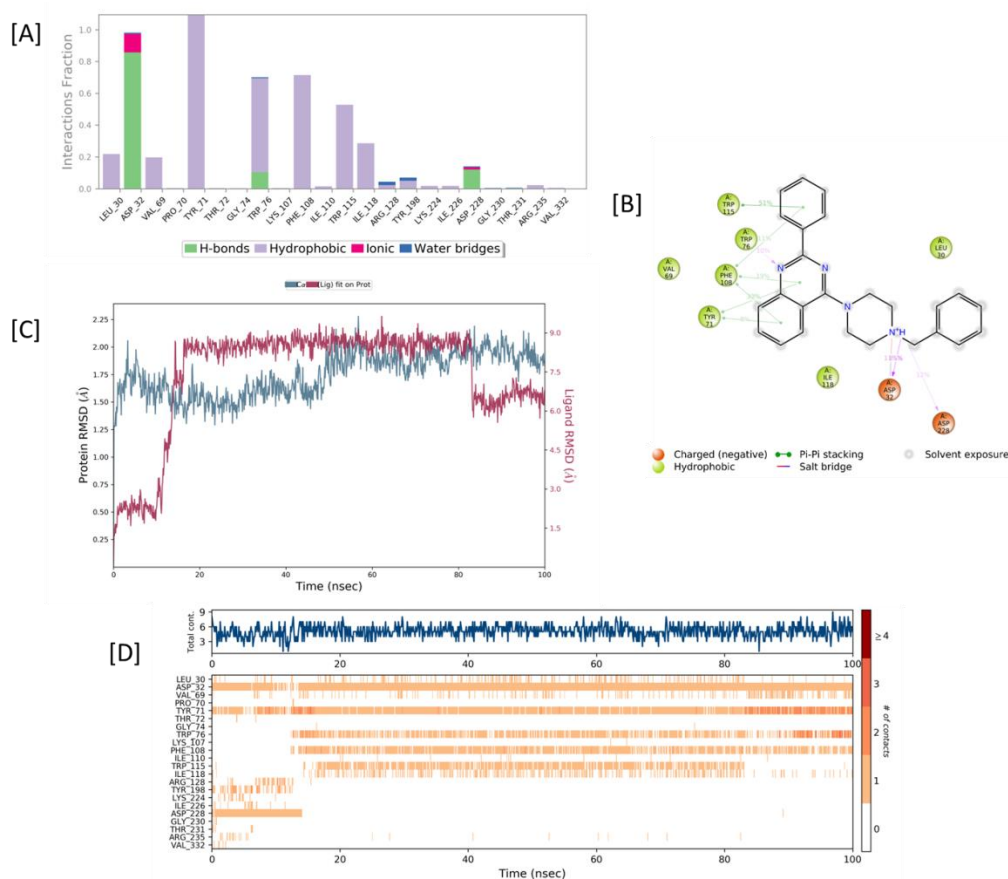 [A]
Interactions Fraction
1.0
0.8
0.6
0.4
0.2
0.0
LEU_30
ASP_32
VAL_69
PRO_70
TYR_71
THR_72
GLY_74
TRP_76
LYS_107
PHE_108
ILE_110
TRP_115
ILE_118
ARG_128
TYR_198
LYS_224
ILE_226
ASP_228
GLY_230
THR_231
ARG_235
VAL_332
H-bonds Hydrophobic Ionic Water bridges
[B]
A: TRP 115
A: TRP 76
A: VAL 69
A: PHE 108
A: TYR 71
A: ILE 118
A: LEU 30
A: ASP 32
A: ASP 228
N
N
N
N⁺H
12%
Charged (negative)
Hydrophobic
Pi-Pi stacking
Salt bridge
Solvent exposure
[C]
(Lig) fit on Prot
Protein RMSD (Å)
2.25
2.00
1.75
1.50
1.25
1.00
0.75
0.50
0.25
Ligand RMSD (Å)
9.0
7.5
6.0
4.5
3.0
1.5
0 20 40 60 80 100
Time (nsec)
[D]
Total cont.
9
6
3
0 20 40 60 80 100
LEU_30
ASP_32
VAL_69
PRO_70
TYR_71
THR_72
GLY_74
TRP_76
LYS_107
PHE_108
ILE_110
TRP_115
ILE_118
ARG_128
TYR_198
LYS_224
ILE_226
ASP_228
GLY_230
THR_231
ARG_235
VAL_332
0 20 40 60 80 100
Time (nsec)
≥4
3
2
1
0
# of contacts